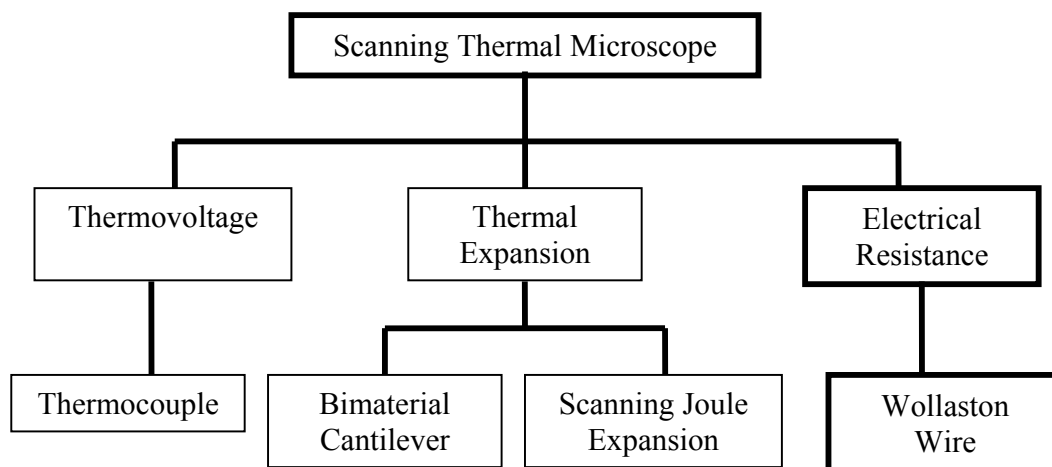 Scanning Thermal Microscope
Thermovoltage
Thermal
Expansion
Electrical
Resistance
Thermocouple
Bimaterial
Cantilever
Scanning Joule
Expansion
Wollaston
Wire